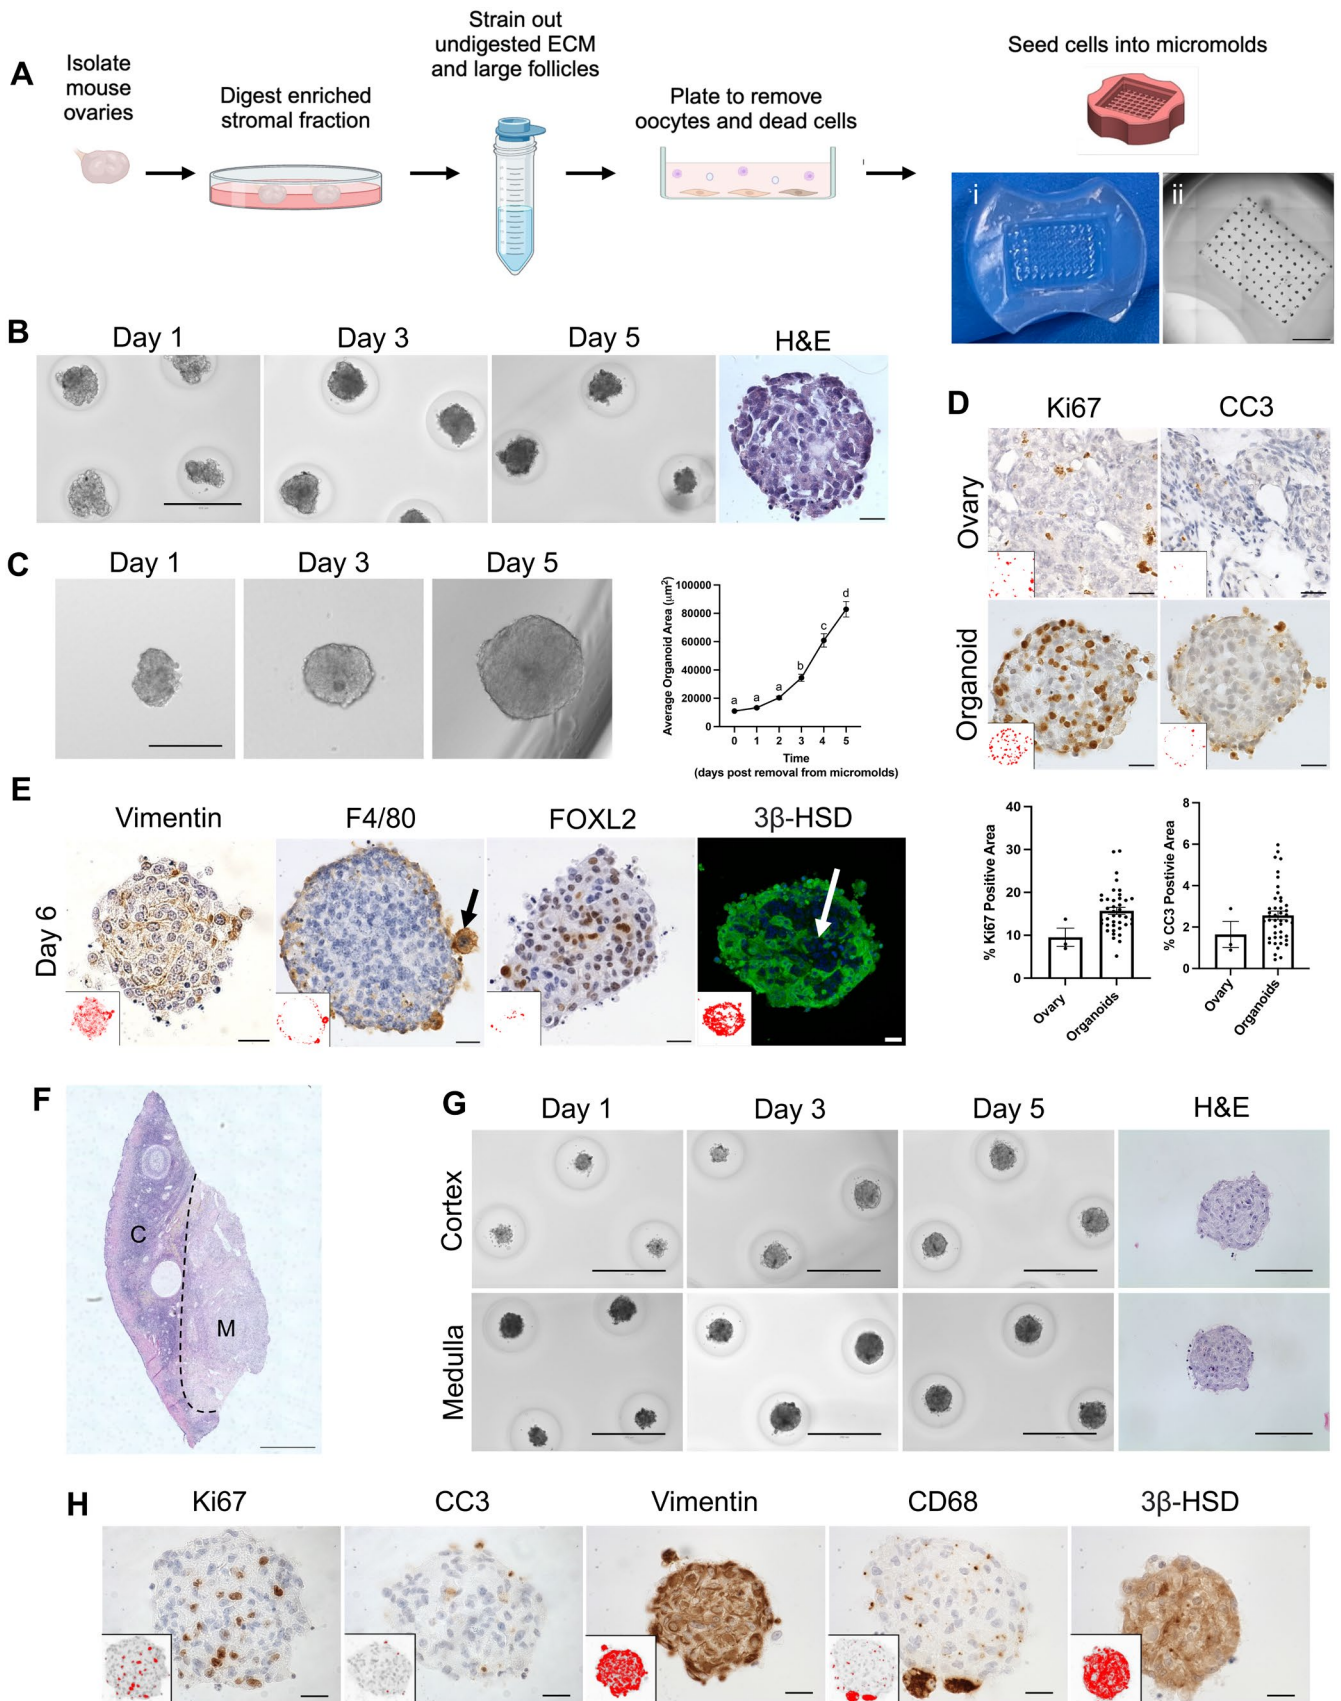 A
Isolate
mouse
ovaries
Digest enriched
stromal fraction
Strain out
undigested ECM
and large follicles
Plate to remove
oocytes and dead cells
Seed cells into micromolds
i
ii
B
Day 1
Day 3
Day 5
H&E
C
Day 1
Day 3
Day 5
Average Organoid Area (μm²)
100000
80000
60000
40000
20000
0
a
a
a
b
c
d
0 1 2 3 4 5
Time
(days post removal from micromolds)
D
Ki67
CC3
Ovary
Organoid
% Ki67 Positive Area
40
30
20
10
0
Ovary
Organoids
% CC3 Postivie Area
8
6
4
2
0
Ovary
Organoids
E
Vimentin
F4/80
FOXL2
3β-HSD
Day 6
F
C
M
G
Day 1
Day 3
Day 5
H&E
Cortex
Medulla
H
Ki67
CC3
Vimentin
CD68
3β-HSD